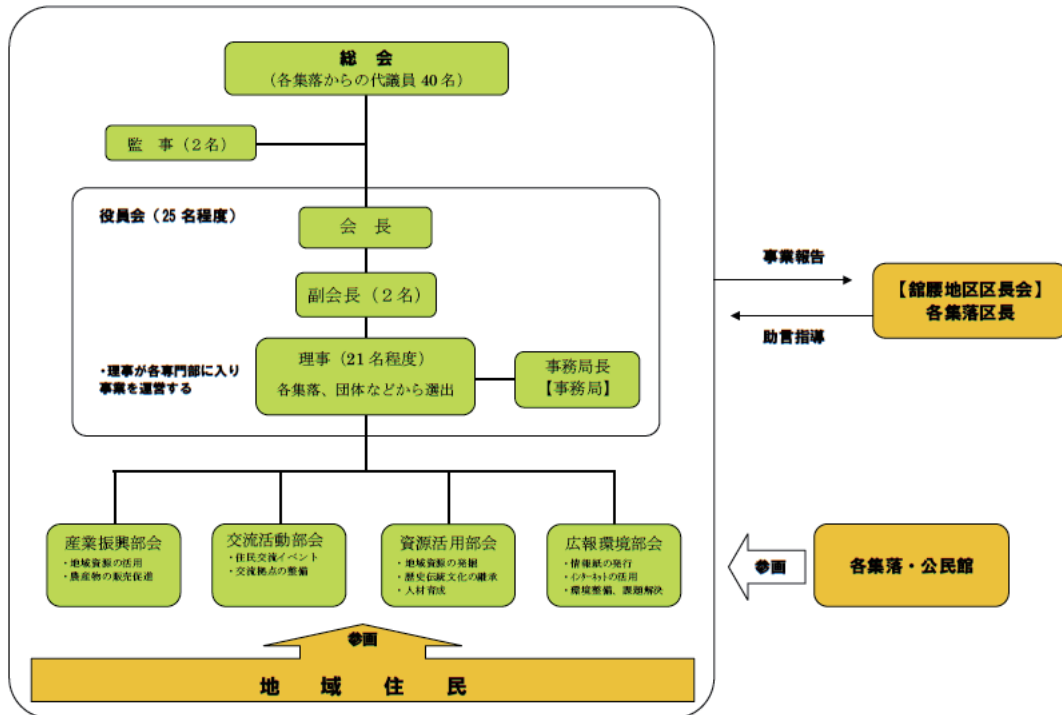 総 会
（各集落からの代議員 40 名）
監 事（２名）
役員会（25 名程度）
会 長
副会長（２名）
理事（21 名程度）
各集落、団体などから選出
・理事が各専門部に入り
事業を運営する
事務局長
【事務局】
事業報告
助言指導
【舘腰地区区長会】
各集落区長
産業振興部会
・地域資源の活用
・農産物の販売促進
交流活動部会
・住民交流イベント
・交流拠点の整備
資源活用部会
・地域資源の発掘
・歴史伝統文化の継承
・人材育成
広報環境部会
・情報紙の発行
・インターネットの活用
・環境整備、課題解決
参画
各集落・公民館
参画
地 域 住 民